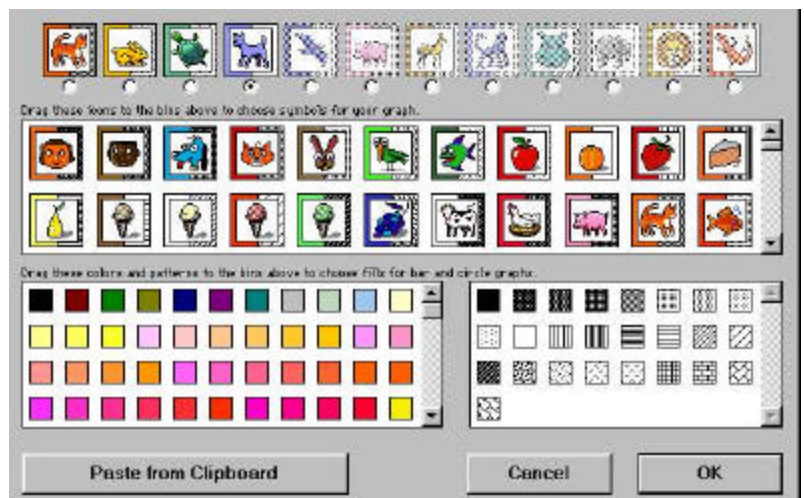 Drag these icons to the bins above to choose symbols for your graph.
Drag these colors and patterns to the bins above to choose fills for bar and circle graphs.
Paste from Clipboard
Cancel
OK